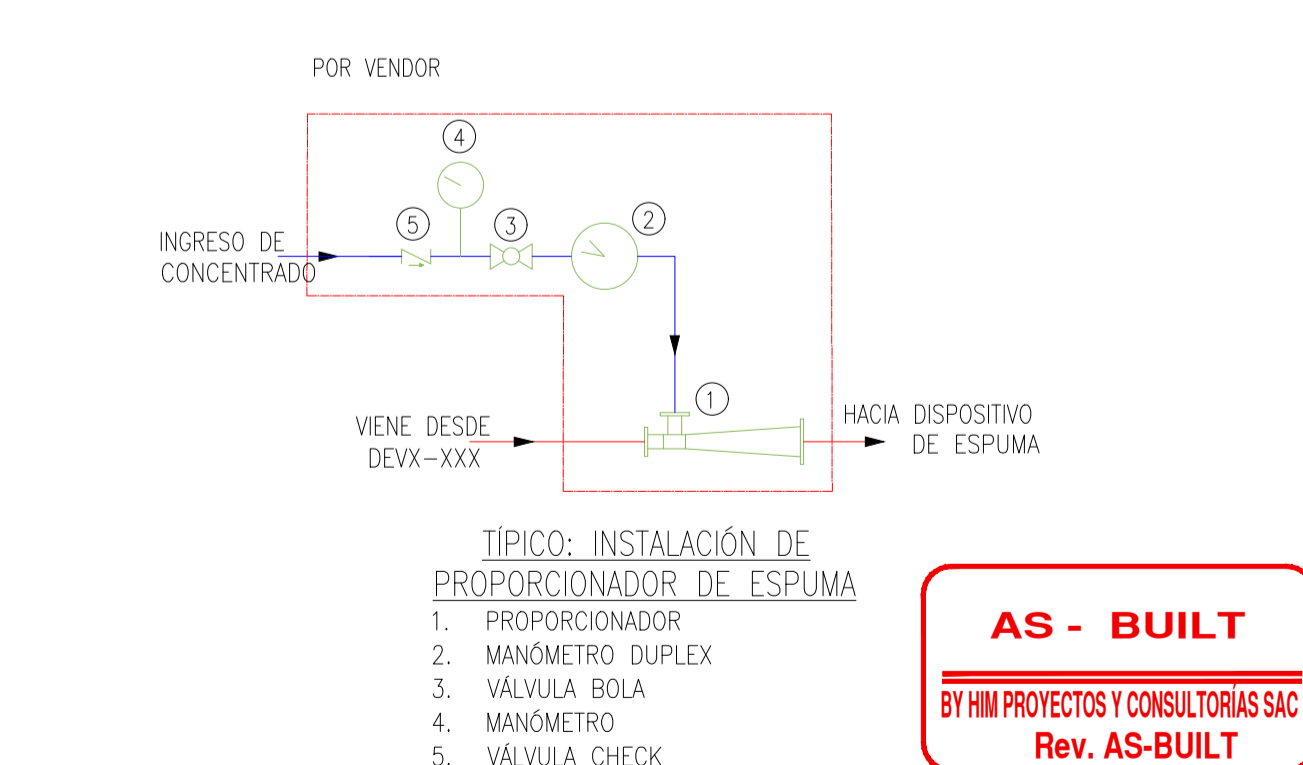 POR VENDOR
4
5
3
2
INGRESO DE
CONCENTRADO
1
VIENE DESDE
DEVX-XXX
HACIA DISPOSITIVO
DE ESPUMA
TÍPICO: INSTALACIÓN DE
PROPORCIONADOR DE ESPUMA
1. PROPORCIONADOR
2. MANÓMETRO DUPLEX
3. VÁLVULA BOLA
4. MANÓMETRO
5. VÁLVULA CHECK
AS - BUILT
BY HIM PROYECTOS Y CONSULTORÍAS SAC
Rev. AS-BUILT